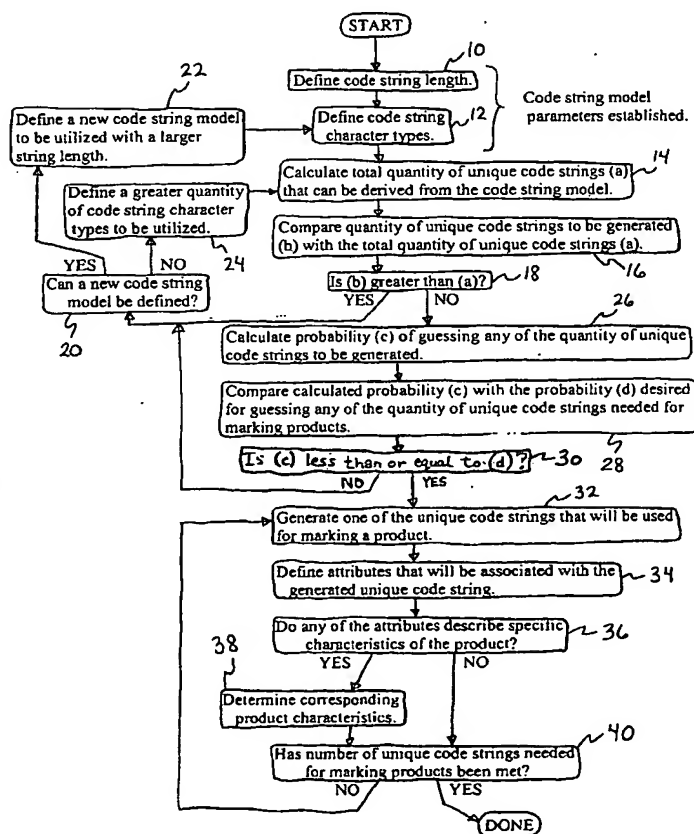 START
10
Define code string length.
22
Define a new code string model
to be utilized with a larger
string length.
Define code string
character types.
12
Code string model
parameters established.
Calculate total quantity of unique code strings (a)
that can be derived from the code string model.
14
Define a greater quantity
of code string character
types to be utilized.
24
Compare quantity of unique code strings to be generated
(b) with the total quantity of unique code strings (a).
16
YES
NO
Is (b) greater than (a)?
18
YES
NO
Can a new code string
model be defined?
20
26
Calculate probability (c) of guessing any of the quantity of unique
code strings to be generated.
Compare calculated probability (c) with the probability (d) desired
for guessing any of the quantity of unique code strings needed for
marking products.
28
Is (c) less than or equal to (d)?
30
NO
YES
32
Generate one of the unique code strings that will be used
for marking a product.
Define attributes that will be associated with the
generated unique code string.
34
Do any of the attributes describe specific
characteristics of the product?
36
38
YES
NO
Determine corresponding
product characteristics.
40
Has number of unique code strings needed
for marking products been met?
NO
YES
DONE